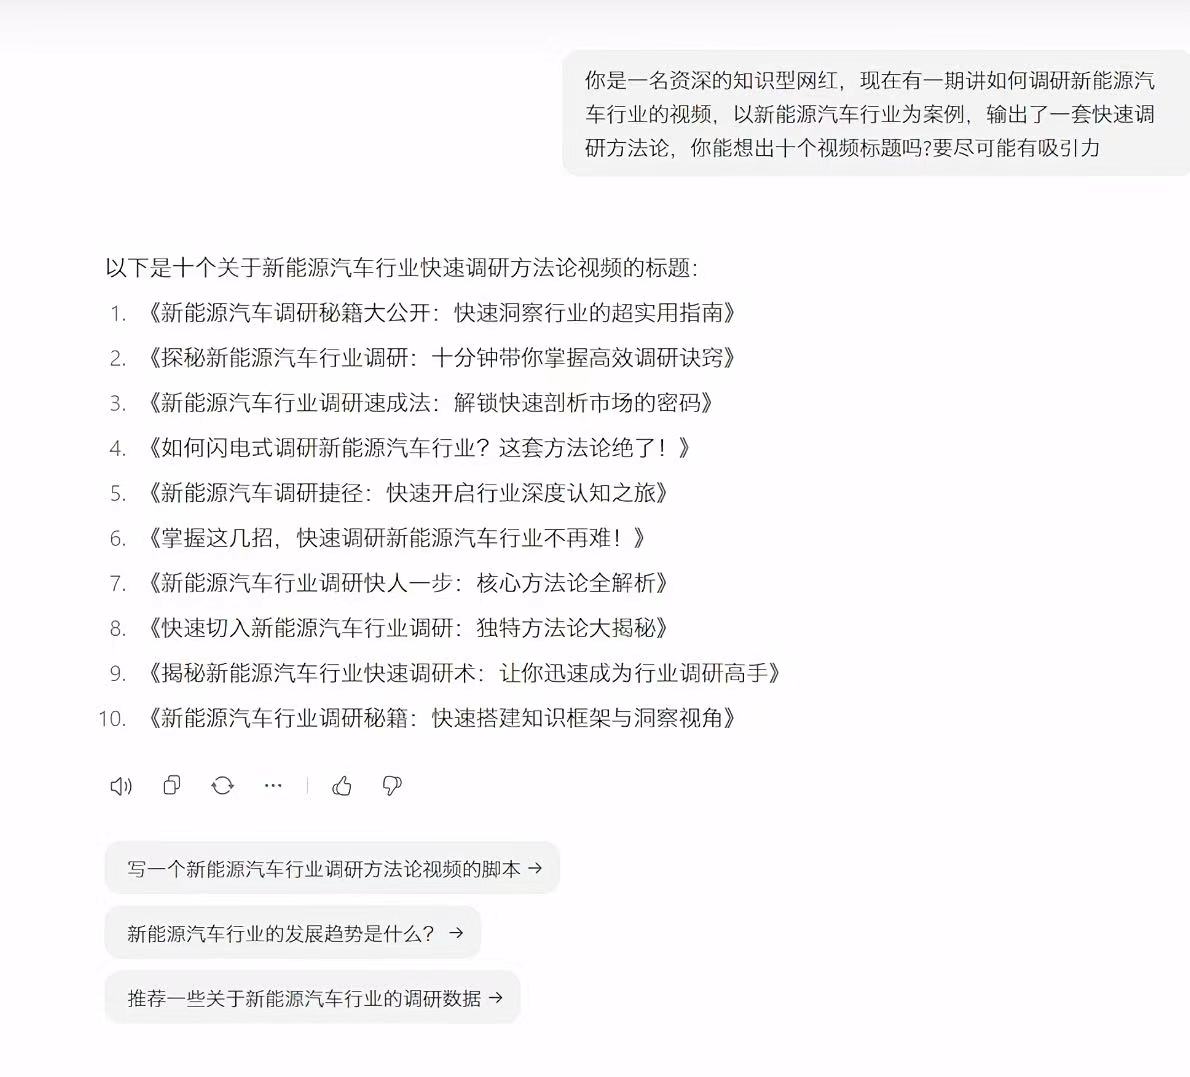 你是一名资深的知识型网红，现在有一期讲如何调研新能源汽
车行业的视频，以新能源汽车行业为案例，输出了一套快速调
研方法论，你能想出十个视频标题吗?要尽可能有吸引力
以下是十个关于新能源汽车行业快速调研方法论视频的标题：
1. 《新能源汽车调研秘籍大公开：快速洞察行业的超实用指南》
2. 《探秘新能源汽车行业调研：十分钟带你掌握高效调研诀窍》
3. 《新能源汽车行业调研速成法：解锁快速剖析市场的密码》
4. 《如何闪电式调研新能源汽车行业？这套方法论绝了！》
5. 《新能源汽车调研捷径：快速开启行业深度认知之旅》
6. 《掌握这几招，快速调研新能源汽车行业不再难！》
7. 《新能源汽车行业调研快人一步：核心方法论全解析》
8. 《快速切入新能源汽车行业调研：独特方法论大揭秘》
9. 《揭秘新能源汽车行业快速调研术：让你迅速成为行业调研高手》
10. 《新能源汽车行业调研秘籍：快速搭建知识框架与洞察视角》
写一个新能源汽车行业调研方法论视频的脚本 →
新能源汽车行业的发展趋势是什么？ →
推荐一些关于新能源汽车行业的调研数据 →